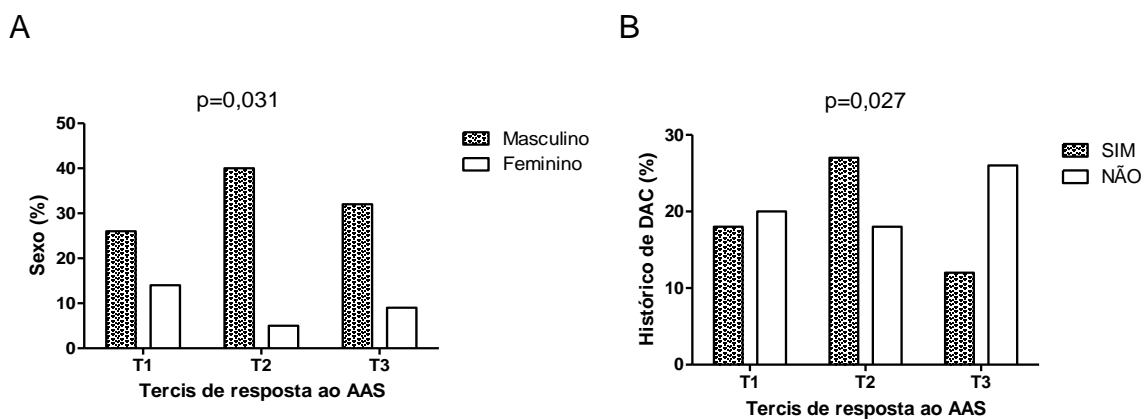 A
p=0,031
50
40
30
20
10
0
Sexo (%)
T1 T2 T3
Tercis de resposta ao AAS
Masculino
Feminino
B
p=0,027
30
20
10
0
Histórico de DAC (%)
T1 T2 T3
Tercis de resposta ao AAS
SIM
NÃO